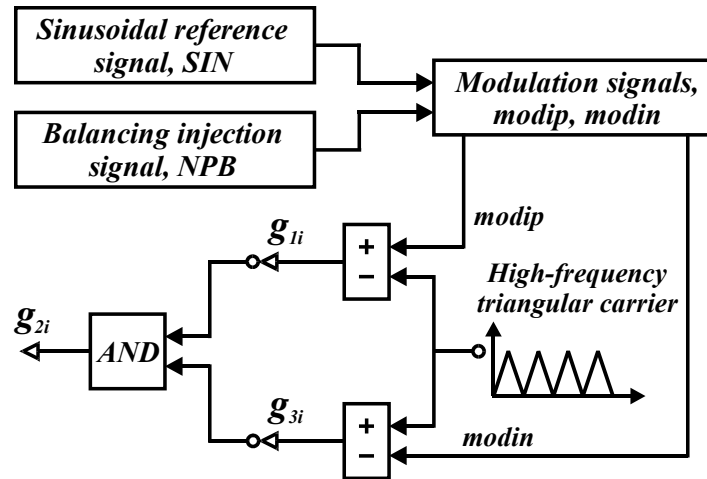 Sinusoidal reference
signal, SIN
Modulation signals,
modip, modin
Balancing injection
signal, NPB
modip
g1i
+
−
High-frequency
triangular carrier
g2i
AND
g3i
+
−
modin